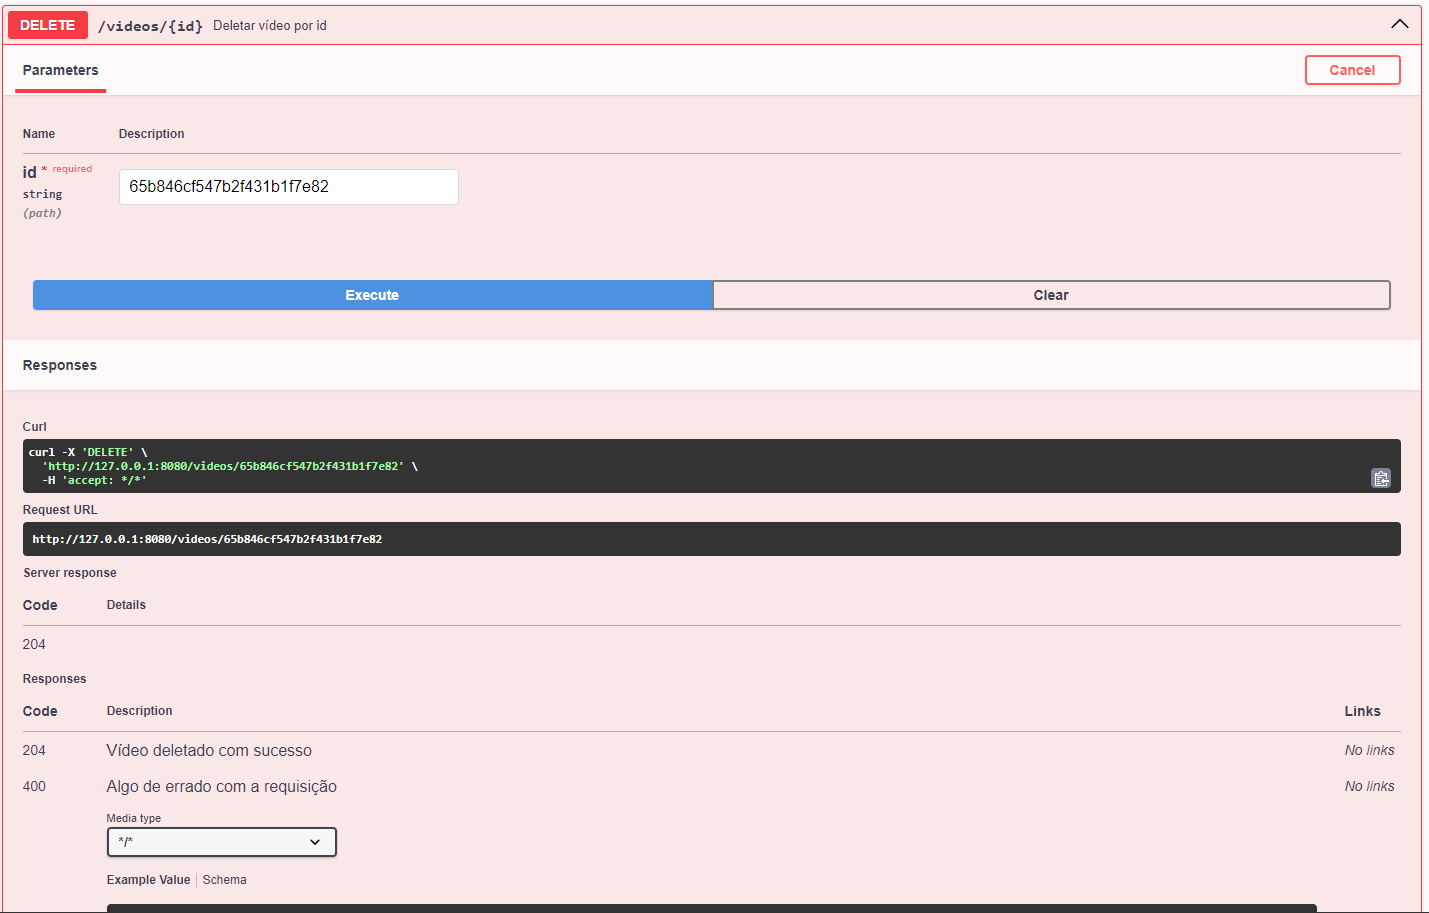 DELETE /videos/{id} Deletar vídeo por id
Parameters Cancel
Name Description
id * required
string
(path)
65b846cf547b2f431b1f7e82
Execute Clear
Responses
Curl
curl -X 'DELETE' \
'http://127.0.0.1:8080/videos/65b846cf547b2f431b1f7e82' \
-H 'accept: */*'
Request URL
http://127.0.0.1:8080/videos/65b846cf547b2f431b1f7e82
Server response
Code Details
204
Responses
Code Description Links
204 Vídeo deletado com sucesso No links
400 Algo de errado com a requisição No links
Media type
*/*
Example Value Schema